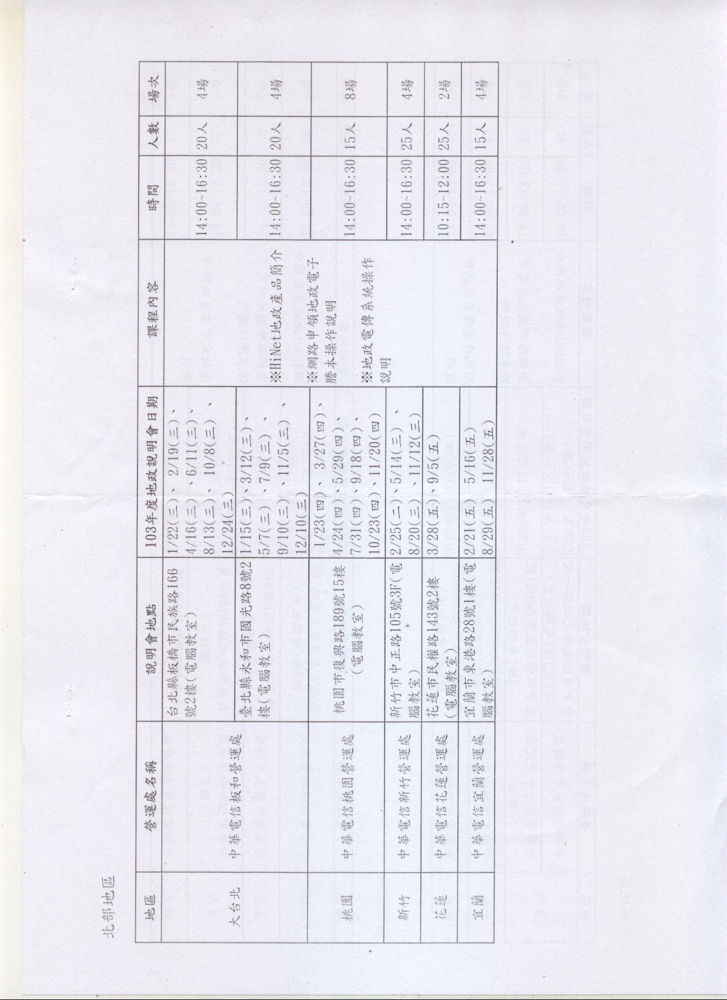 北部地區
地區 營運處名稱 說明會地點 103年度地政說明會日期 課程內容 時間 人數 場次
大台北 中華電信板和營運處
台北縣板橋市民族路166
號2樓(電腦教室)
1/22(三)、 2/19(三)、
4/16(三)、6/11(三)、
8/13(三)、 10/8(三) 、
12/24(三)
14:00~16:30 20人 4場
臺北縣永和市國光路8號2
樓(電腦教室)
1/15(三)、3/12(三)、
5/7(三) 、7/9(三) 、
9/10(三) 、11/5(三) 、
12/10(三)
14:00~16:30 20人 4場
※HiNet地政產品簡介
※網路申領地政電子
謄本操作說明
※地政電傳系統操作
說明
桃園 中華電信桃園營運處
桃園市復興路189號15樓
(電腦教室)
1/23(四)、 3/27(四)、
4/24(四)、5/29(四)、
7/31(四)、9/18(四)、
10/23(四)、11/20(四)
14:00~16:30 15人 8場
新竹 中華電信新竹營運處
新竹市中正路105號3F(電
腦教室)
2/25(二)、5/14(三) 、
8/20(三) 、11/12(三)
14:00~16:30 25人 4場
花蓮 中華電信花蓮營運處
花蓮市民權路143號2樓
(電腦教室)
3/28(五)、9/5(五)
10:15~12:00 25人 2場
宜蘭 中華電信宜蘭營運處
宜蘭市東港路28號1樓(電
腦教室)
2/21(五) 5/16(五)
8/29(五) 11/28(五)
14:00~16:30 15人 4場